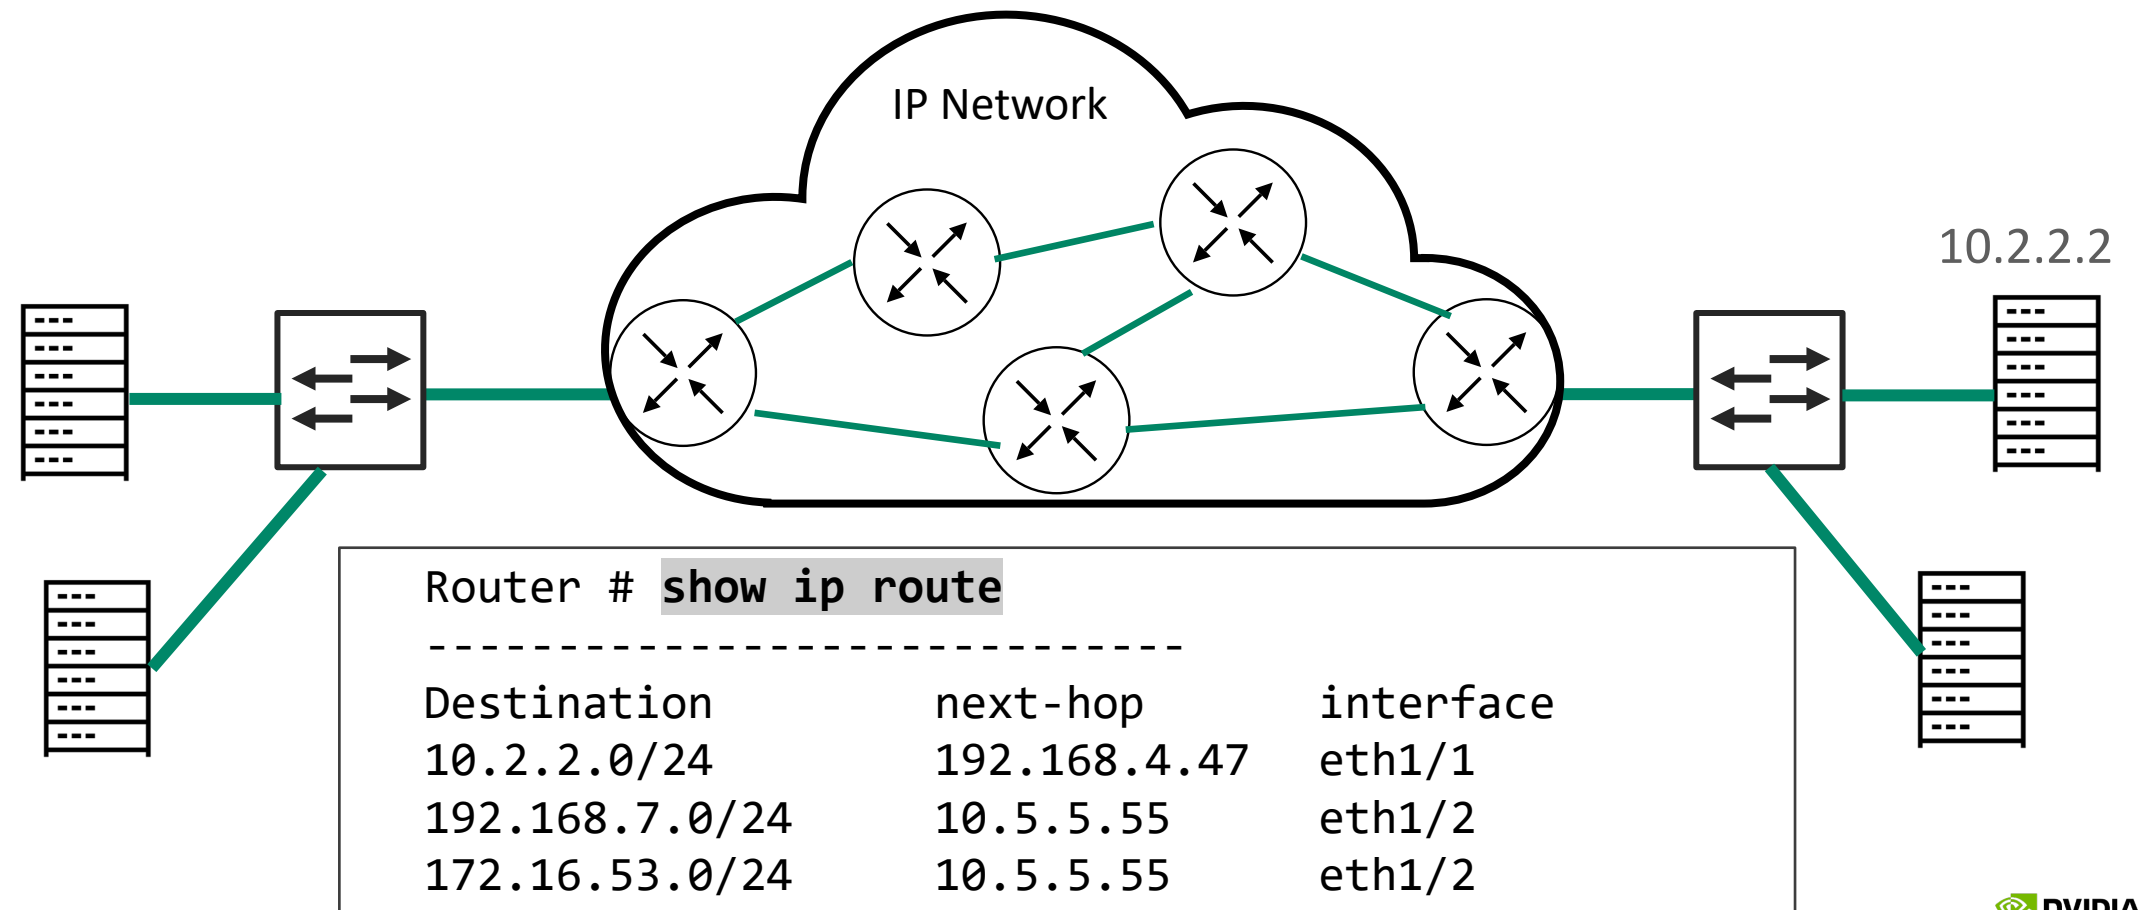 IP Network
10.2.2.2
Router # show ip route
-----------------------------
Destination next-hop interface
10.2.2.0/24 192.168.4.47 eth1/1
192.168.7.0/24 10.5.5.55 eth1/2
172.16.53.0/24 10.5.5.55 eth1/2